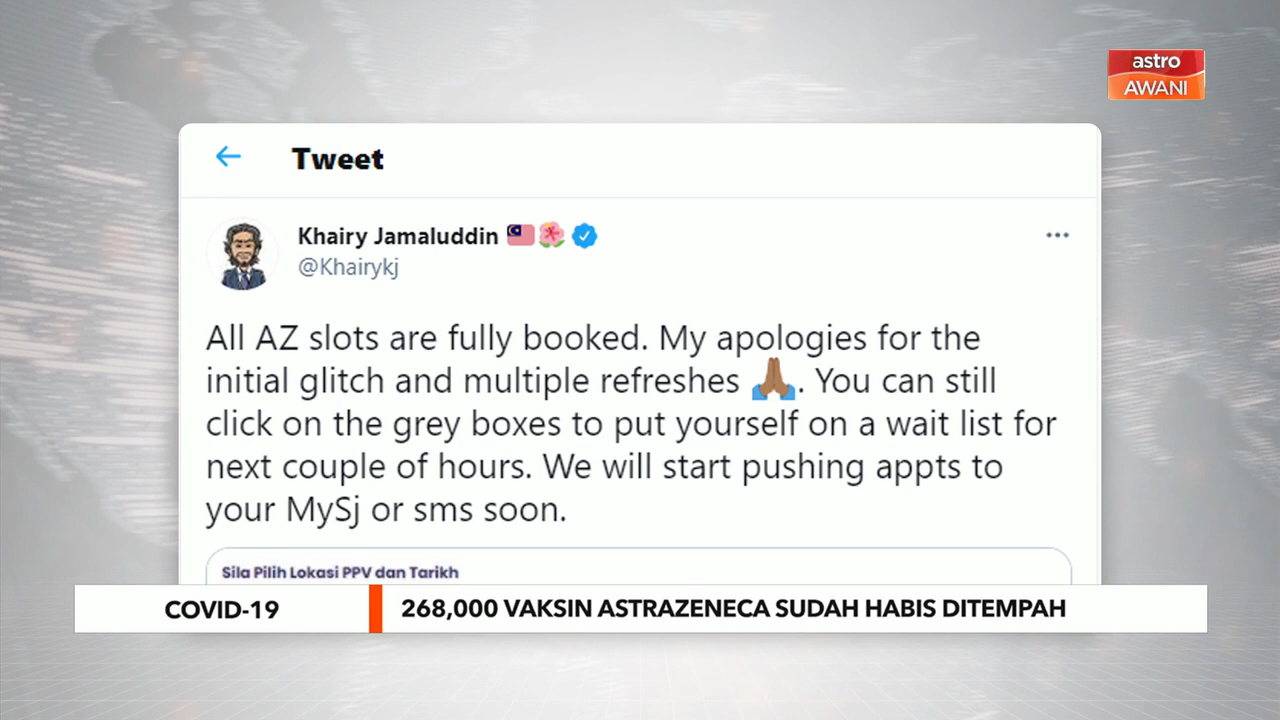 astro
AWANI
Tweet
Khairy Jamaluddin 🇲🇾🌺
@Khairykj
All AZ slots are fully booked. My apologies for the
initial glitch and multiple refreshes 🙏🏽. You can still
click on the grey boxes to put yourself on a wait list for
next couple of hours. We will start pushing appts to
your MySj or sms soon.
Sila Pilih Lokasi PPV dan Tarikh
COVID-19
268,000 VAKSIN ASTRAZENECA SUDAH HABIS DITEMPAH